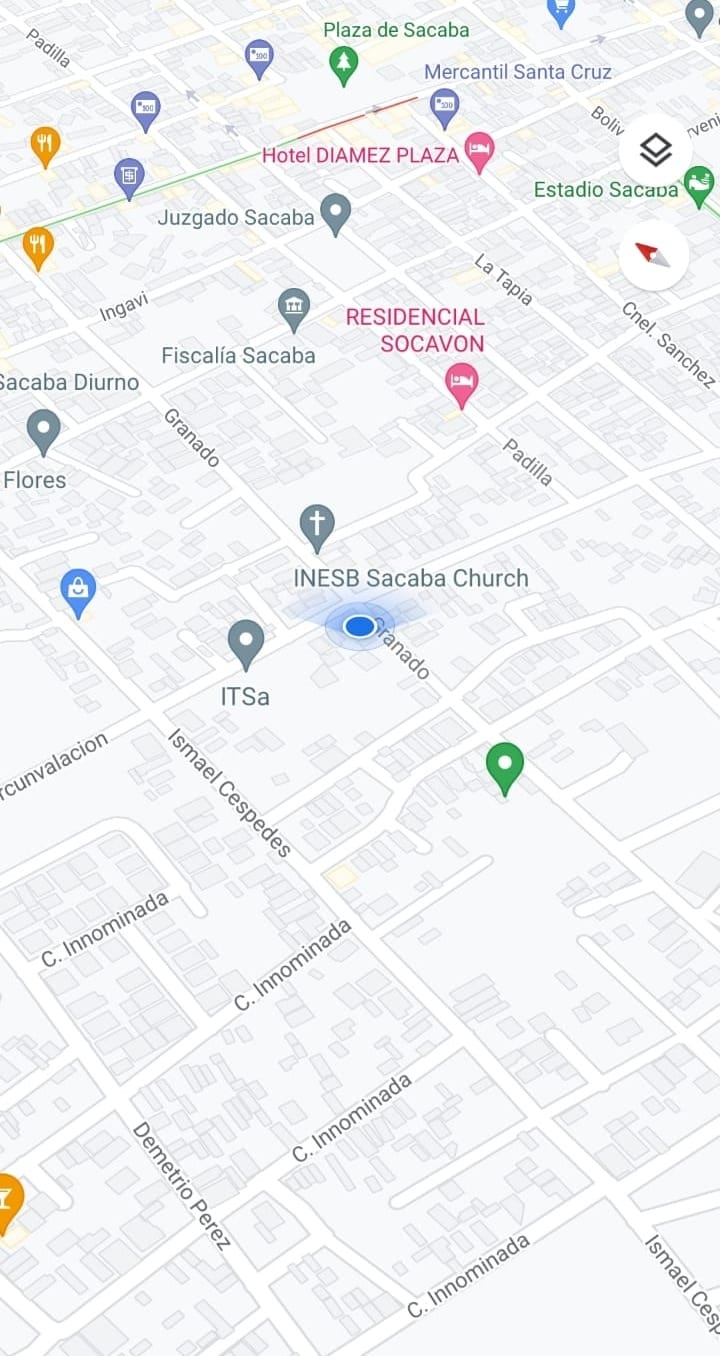 Plaza de Sacaba
Padilla
Mercantil Santa Cruz
Boliv
Hotel DIAMEZ PLAZA
Estadio Sacaba
Juzgado Sacaba
La Tapia
Ingavi
RESIDENCIAL
SOCAVON
Cnel. Sanchez
Fiscalía Sacaba
Sacaba Diurno
Granado
Padilla
Flores
INESB Sacaba Church
Granado
ITSa
rcunvalacion
Ismael Cespedes
C. Innominada
C. Innominada
C. Innominada
Demetrio Perez
C. Innominada
Ismael Cesp